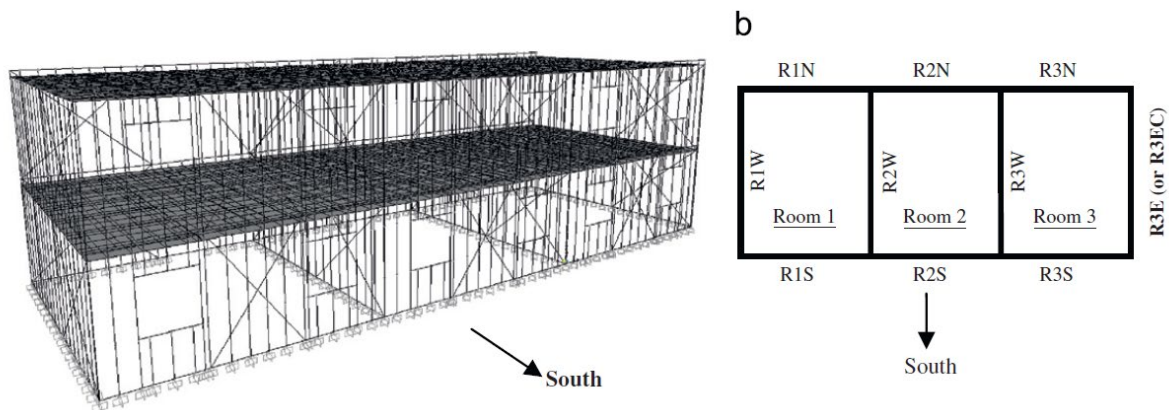 South
b
R1N R2N R3N
R1W R2W R3W R3E (or R3EC)
Room 1 Room 2 Room 3
R1S R2S R3S
South